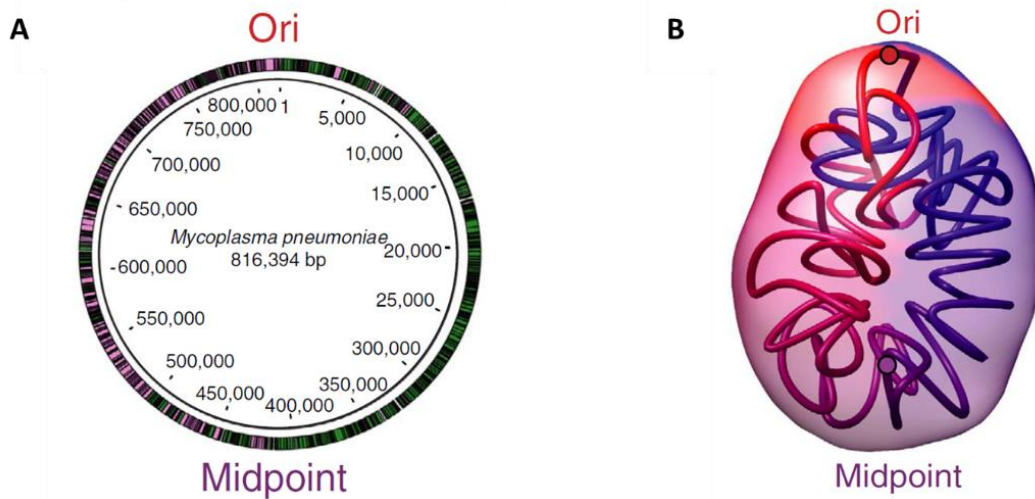 A
Ori
800,000 1
750,000 5,000
700,000 10,000
650,000 15,000
Mycoplasma pneumoniae
816,394 bp
600,000 20,000
550,000 25,000
500,000 300,000
450,000 350,000
400,000
Midpoint
B
Ori
Midpoint